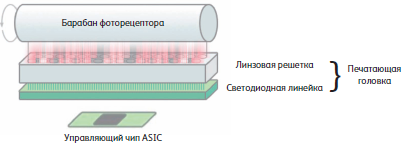 Барабан фоторецептора
Линзовая решетка
Светодиодная линейка
Печатающая
головка
Управляющий чип ASIC